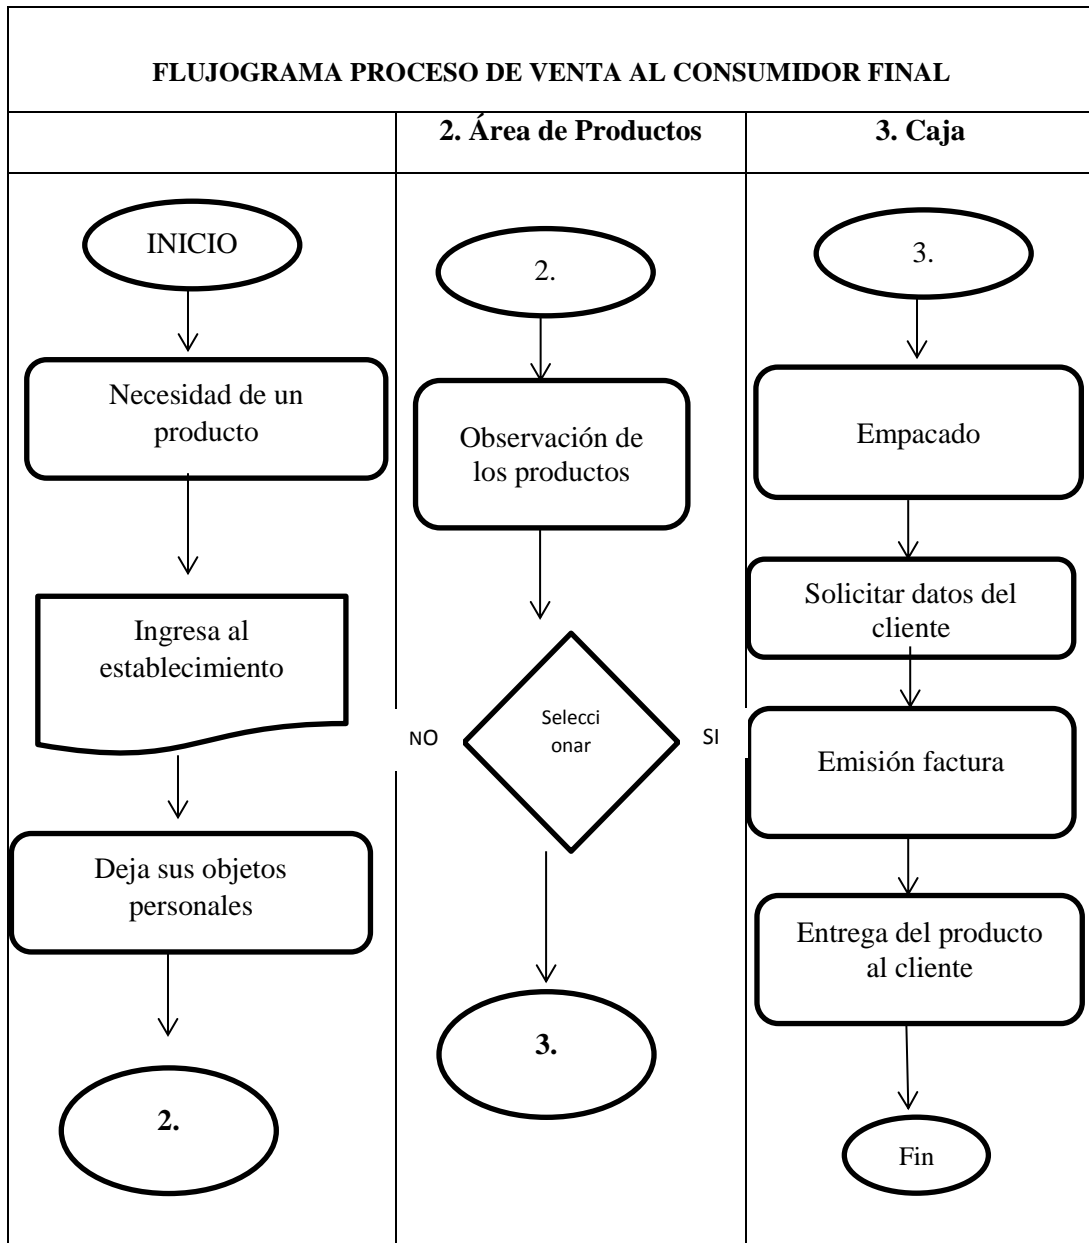 FLUJOGRAMA PROCESO DE VENTA AL CONSUMIDOR FINAL
2. Área de Productos
3. Caja
INICIO
Necesidad de un
producto
Ingresa al
establecimiento
Deja sus objetos
personales
2.
2.
Observación de
los productos
Selecci
onar
NO
SI
3.
3.
Empacado
Solicitar datos del
cliente
Emisión factura
Entrega del producto
al cliente
Fin